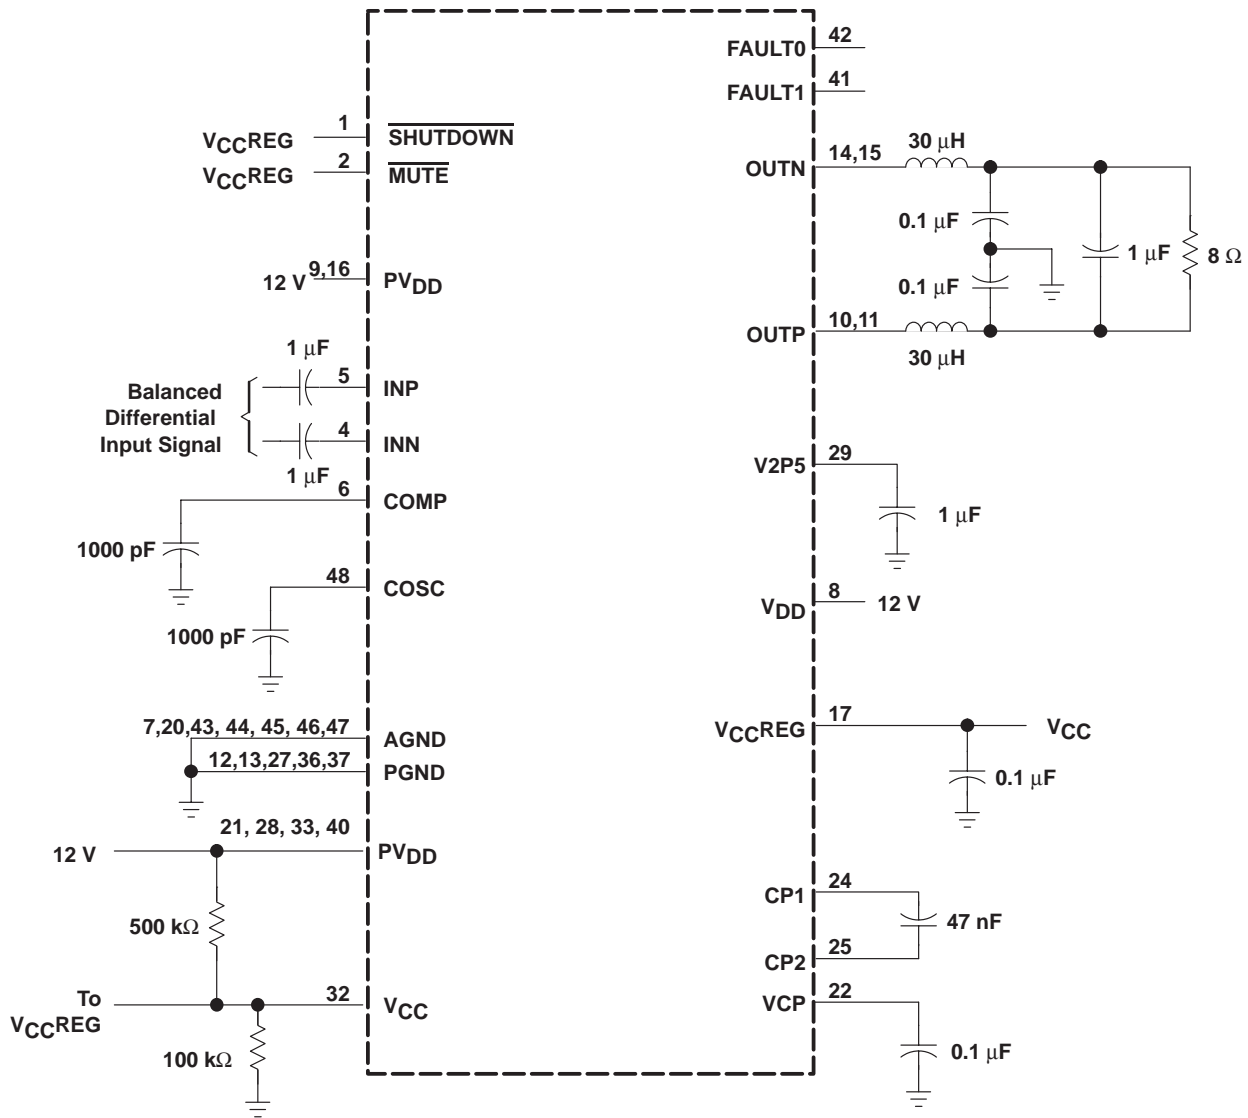 42
FAULT0
41
FAULT1
1
VCCREG
SHUTDOWN
2
VCCREG
MUTE
30 μH
14,15
OUTN
0.1 μF
1 μF
8 Ω
0.1 μF
10,11
OUTP
30 μH
9,16
12 V
PVDD
1 μF
5
INP
Balanced
Differential
Input Signal
4
INN
1 μF
6
COMP
1000 pF
29
V2P5
1 μF
48
COSC
1000 pF
8
VDD
12 V
7,20,43, 44, 45, 46,47
AGND
12,13,27,36,37
PGND
17
VCCREG
VCC
0.1 μF
21, 28, 33, 40
12 V
PVDD
500 kΩ
24
CP1
47 nF
25
CP2
To
VCCREG
32
VCC
100 kΩ
22
VCP
0.1 μF